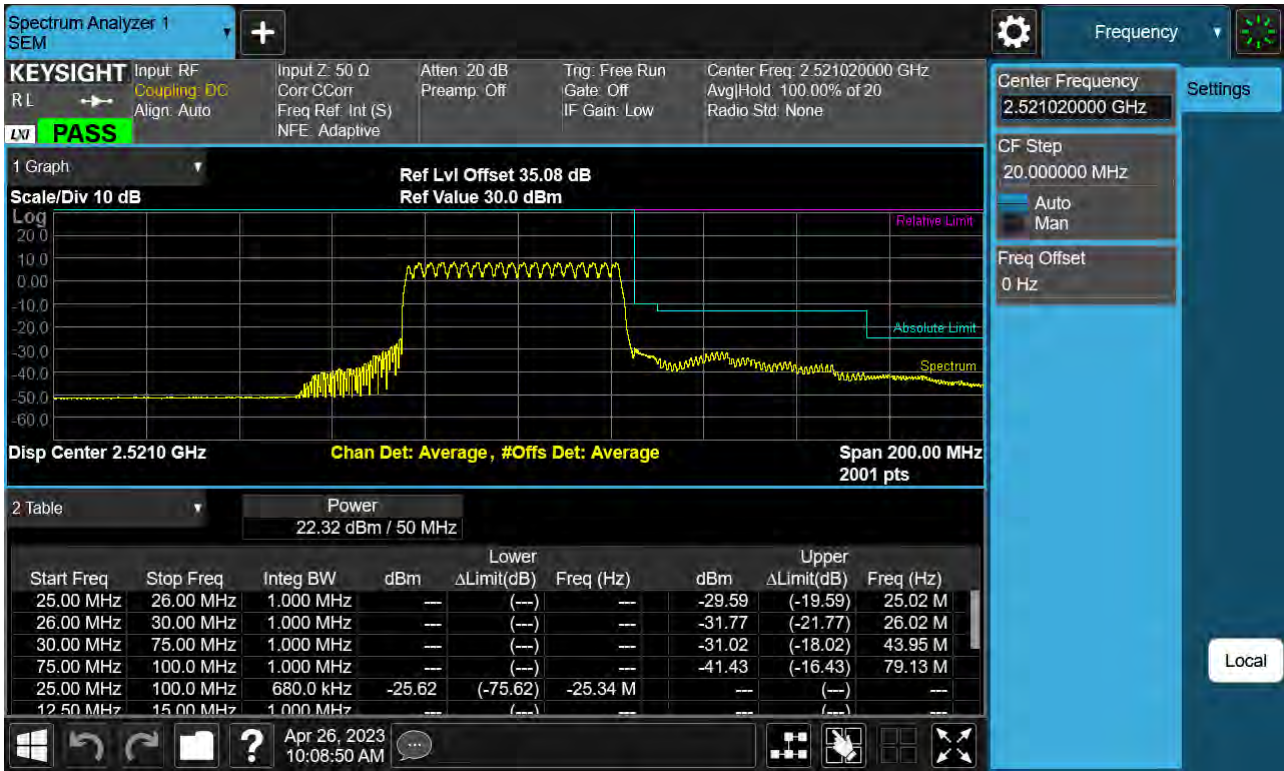 Spectrum Analyzer 1
SEM
Frequency
KEYSIGHT
RL
LXI
PASS
Input: RF
Coupling: DC
Align: Auto
Input Z: 50 Ω
Corr CCorr
Freq Ref: Int (S)
NFE: Adaptive
Atten: 20 dB
Preamp: Off
Trig: Free Run
Gate: Off
IF Gain: Low
Center Freq: 2.521020000 GHz
Avg|Hold: 100.00% of 20
Radio Std: None
Center Frequency
2.521020000 GHz
Settings
CF Step
20.000000 MHz
Auto
Man
Freq Offset
0 Hz
Local
1 Graph
Scale/Div 10 dB
Ref Lvl Offset 35.08 dB
Ref Value 30.0 dBm
Log
20.0
10.0
0.00
-10.0
-20.0
-30.0
-40.0
-50.0
-60.0
Relative Limit
Absolute Limit
Spectrum
Disp Center 2.5210 GHz
Chan Det: Average, #Offs Det: Average
Span 200.00 MHz
2001 pts
2 Table
Power
22.32 dBm / 50 MHz
Lower Upper
Start Freq Stop Freq Integ BW dBm ΔLimit(dB) Freq (Hz) dBm ΔLimit(dB) Freq (Hz)
25.00 MHz 26.00 MHz 1.000 MHz --- (---) --- -29.59 (-19.59) 25.02 M
26.00 MHz 30.00 MHz 1.000 MHz --- (---) --- -31.77 (-21.77) 26.02 M
30.00 MHz 75.00 MHz 1.000 MHz --- (---) --- -31.02 (-18.02) 43.95 M
75.00 MHz 100.0 MHz 1.000 MHz --- (---) --- -41.43 (-16.43) 79.13 M
25.00 MHz 100.0 MHz 680.0 kHz -25.62 (-75.62) -25.34 M --- (---) ---
12.50 MHz 15.00 MHz 1.000 MHz --- (---) --- --- (---) ---
Apr 26, 2023
10:08:50 AM